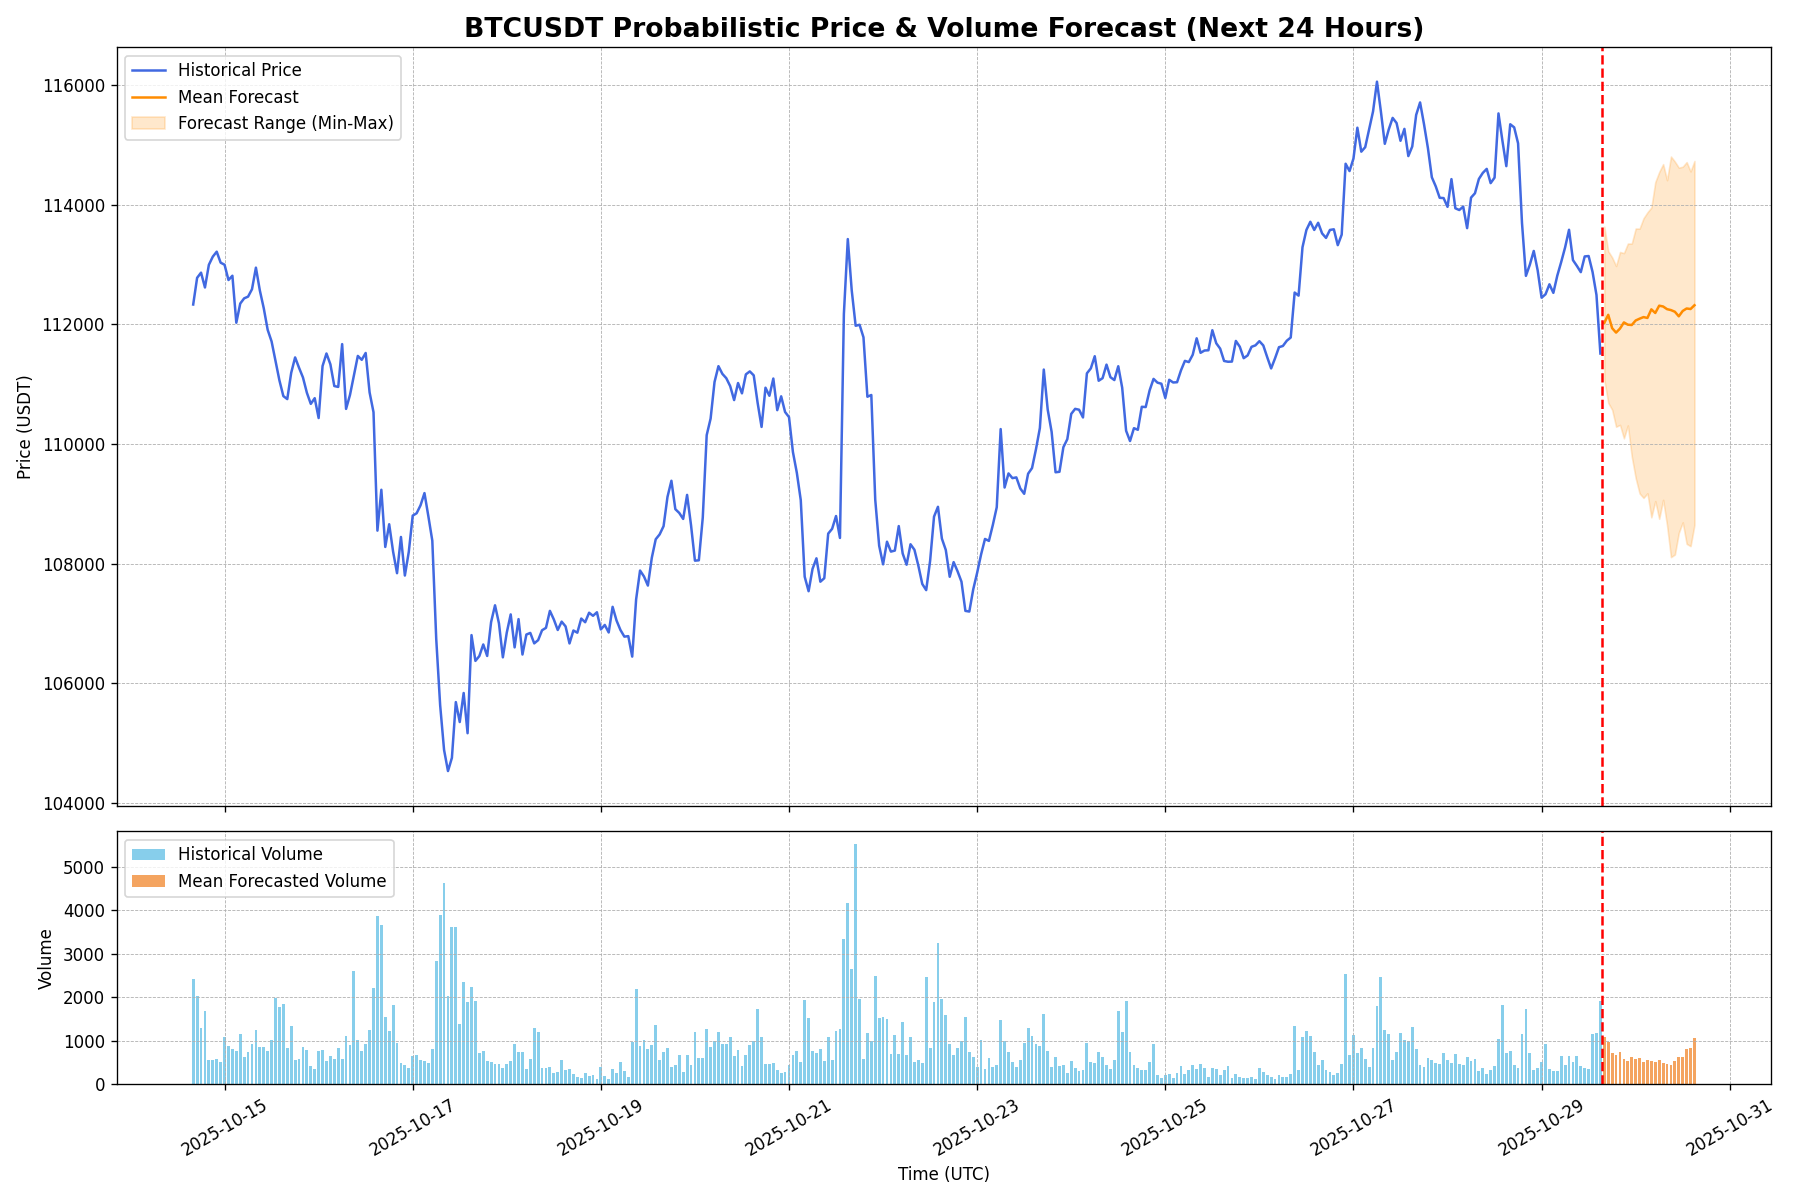 BTCUSDT Probabilistic Price & Volume Forecast (Next 24 Hours)
Historical Price
Mean Forecast
Forecast Range (Min-Max)
116000
114000
112000
110000
108000
106000
104000
Price (USDT)
Historical Volume
Mean Forecasted Volume
5000
4000
3000
2000
1000
0
Volume
2025-10-15
2025-10-17
2025-10-19
2025-10-21
2025-10-23
2025-10-25
2025-10-27
2025-10-29
2025-10-31
Time (UTC)